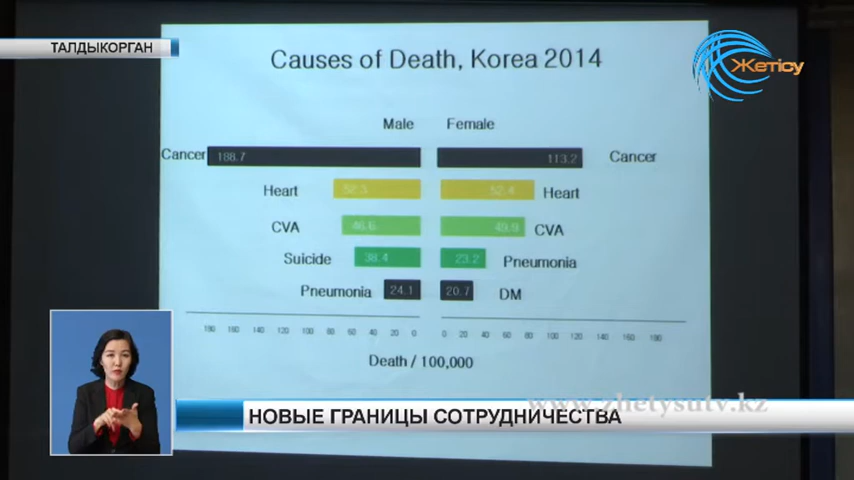 ТАЛДЫКОРГАН
Жетісу
Causes of Death, Korea 2014
Male Female
Cancer 188.7 113.2 Cancer
Heart 52.3 52.4 Heart
CVA 46.6 49.9 CVA
Suicide 38.4 23.2 Pneumonia
Pneumonia 24.1 20.7 DM
180 160 140 120 100 80 60 40 20 0 0 20 40 60 80 100 120 140 160 180
Death / 100,000
www.zhetysutv.kz
НОВЫЕ ГРАНИЦЫ СОТРУДНИЧЕСТВА